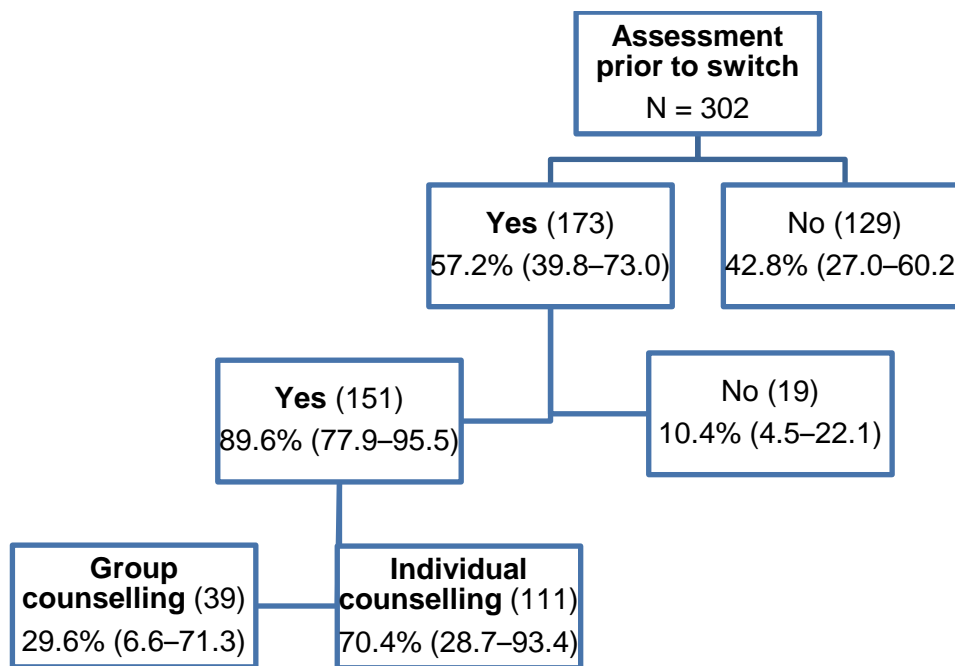 Assessment
prior to switch
N = 302
Yes (173)
57.2% (39.8–73.0)
No (129)
42.8% (27.0–60.2
Yes (151)
89.6% (77.9–95.5)
No (19)
10.4% (4.5–22.1)
Group
counselling (39)
29.6% (6.6–71.3)
Individual
counselling (111)
70.4% (28.7–93.4)